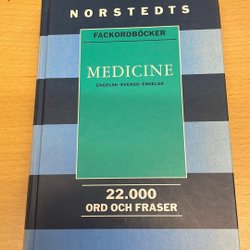 NORSTEDTS
FACKORDBÖCKER
MEDICINE
ENGELSK-SVENSK-ENGELSK
22.000
ORD OCH FRASER